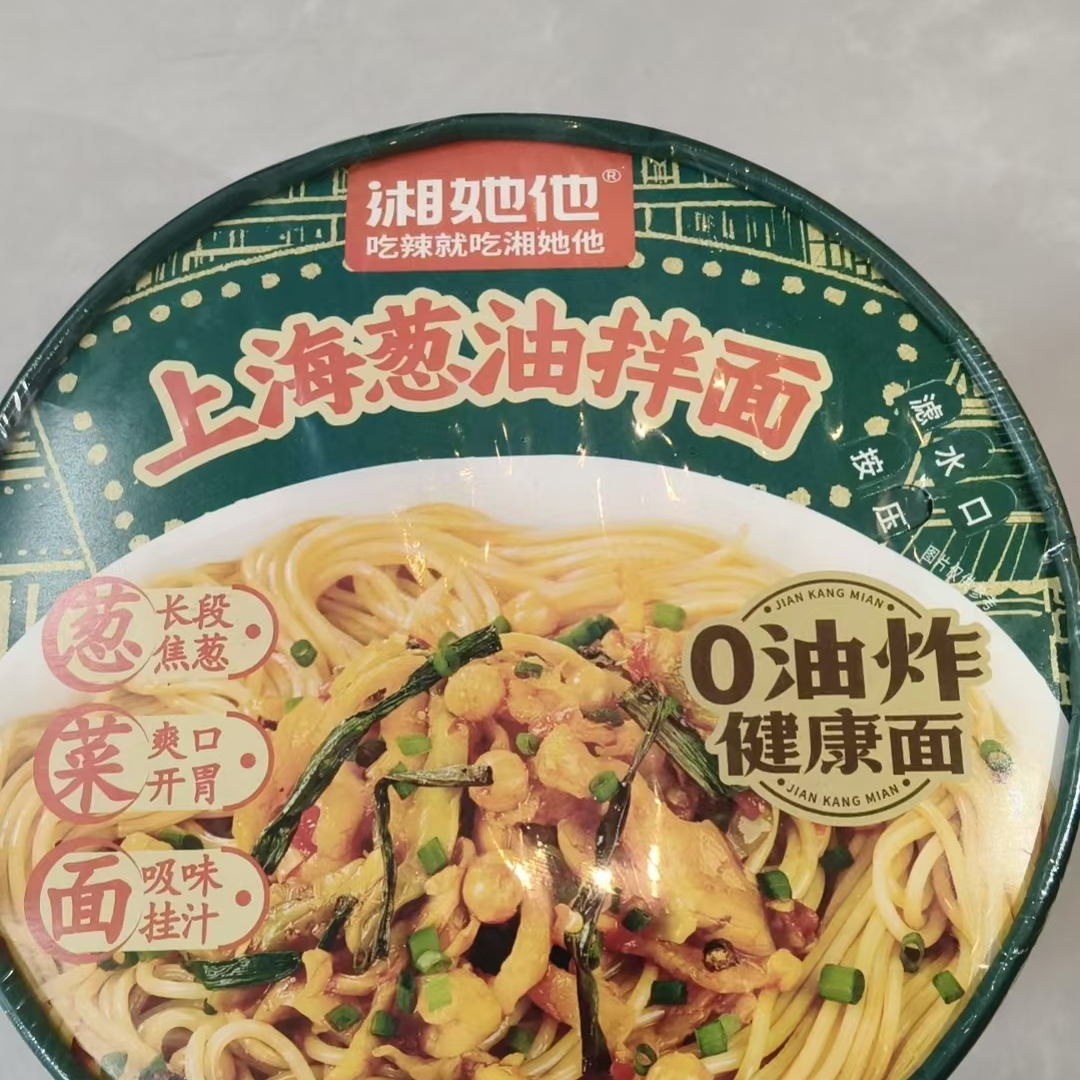 湘她他®
吃辣就吃湘她他
上海葱油拌面
滤水口
按压
葱 长段
焦葱
菜 爽口
开胃
面 吸味
挂汁
JIAN KANG MIAN
0油炸
健康面
JIAN KANG MIAN